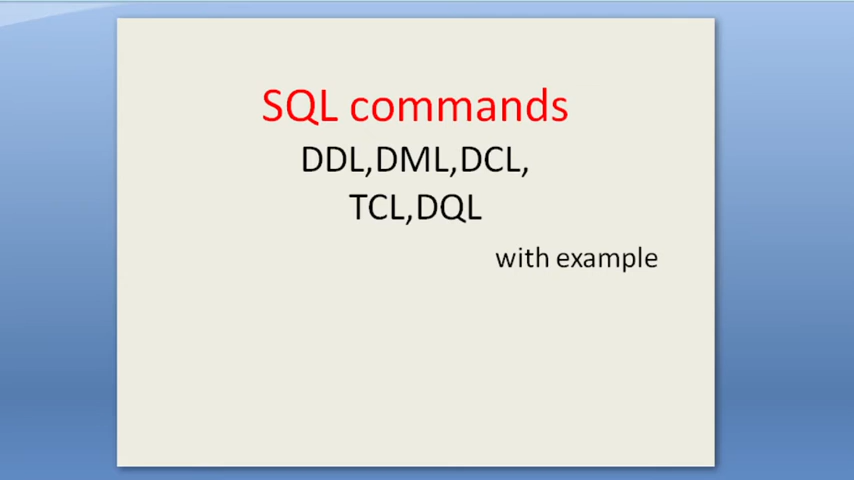 SQL commands
DDL,DML,DCL,
TCL,DQL
with example